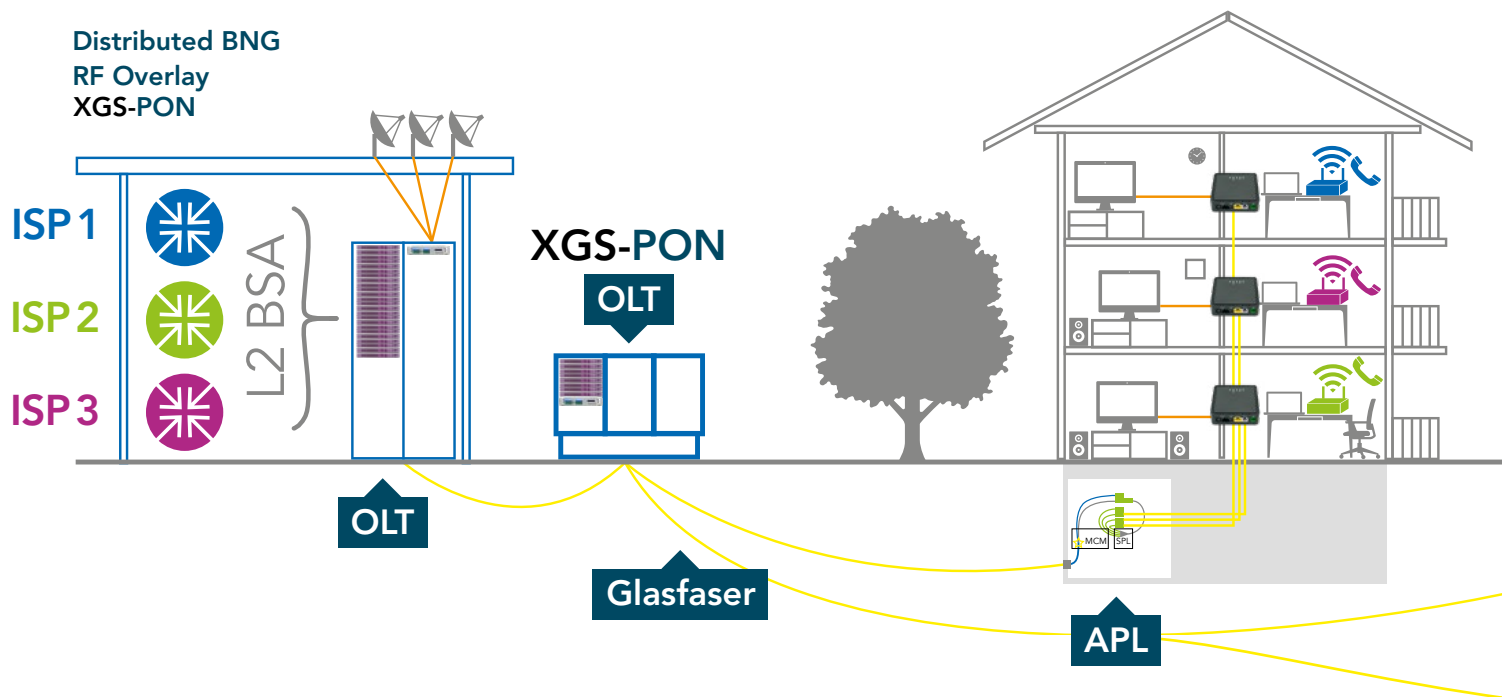 Distributed BNG
RF Overlay
XGS-PON
ISP 1
ISP 2
ISP 3
L2 BSA
XGS-PON
OLT
OLT
Glasfaser
MCM
SPL
APL